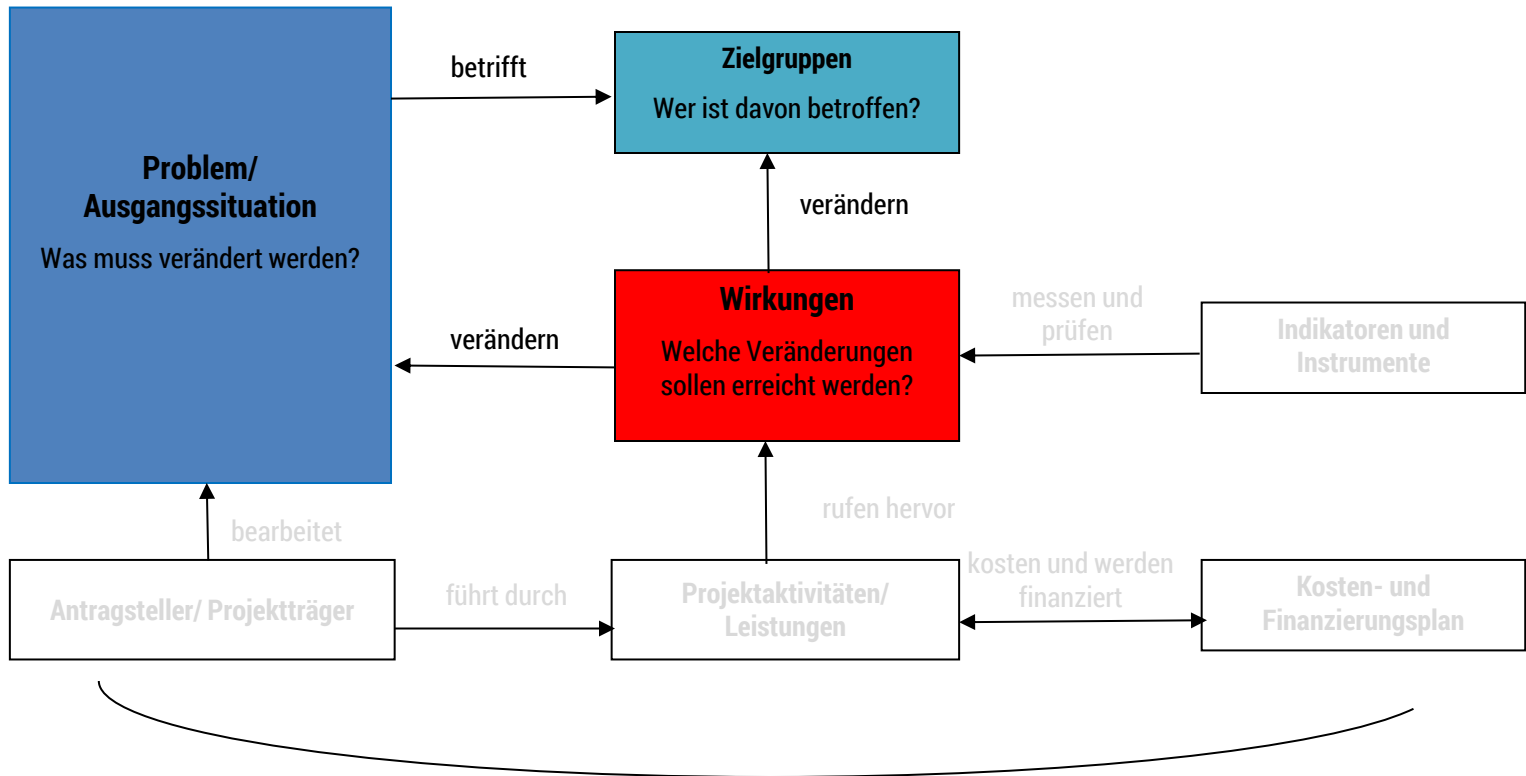 betrifft
Zielgruppen
Wer ist davon betroffen?
Problem/
Ausgangssituation
Was muss verändert werden?
verändern
Wirkungen
Welche Veränderungen
sollen erreicht werden?
verändern
messen und
prüfen
Indikatoren und
Instrumente
bearbeitet
rufen hervor
Antragsteller/ Projektträger
führt durch
Projektaktivitäten/
Leistungen
kosten und werden
finanziert
Kosten- und
Finanzierungsplan